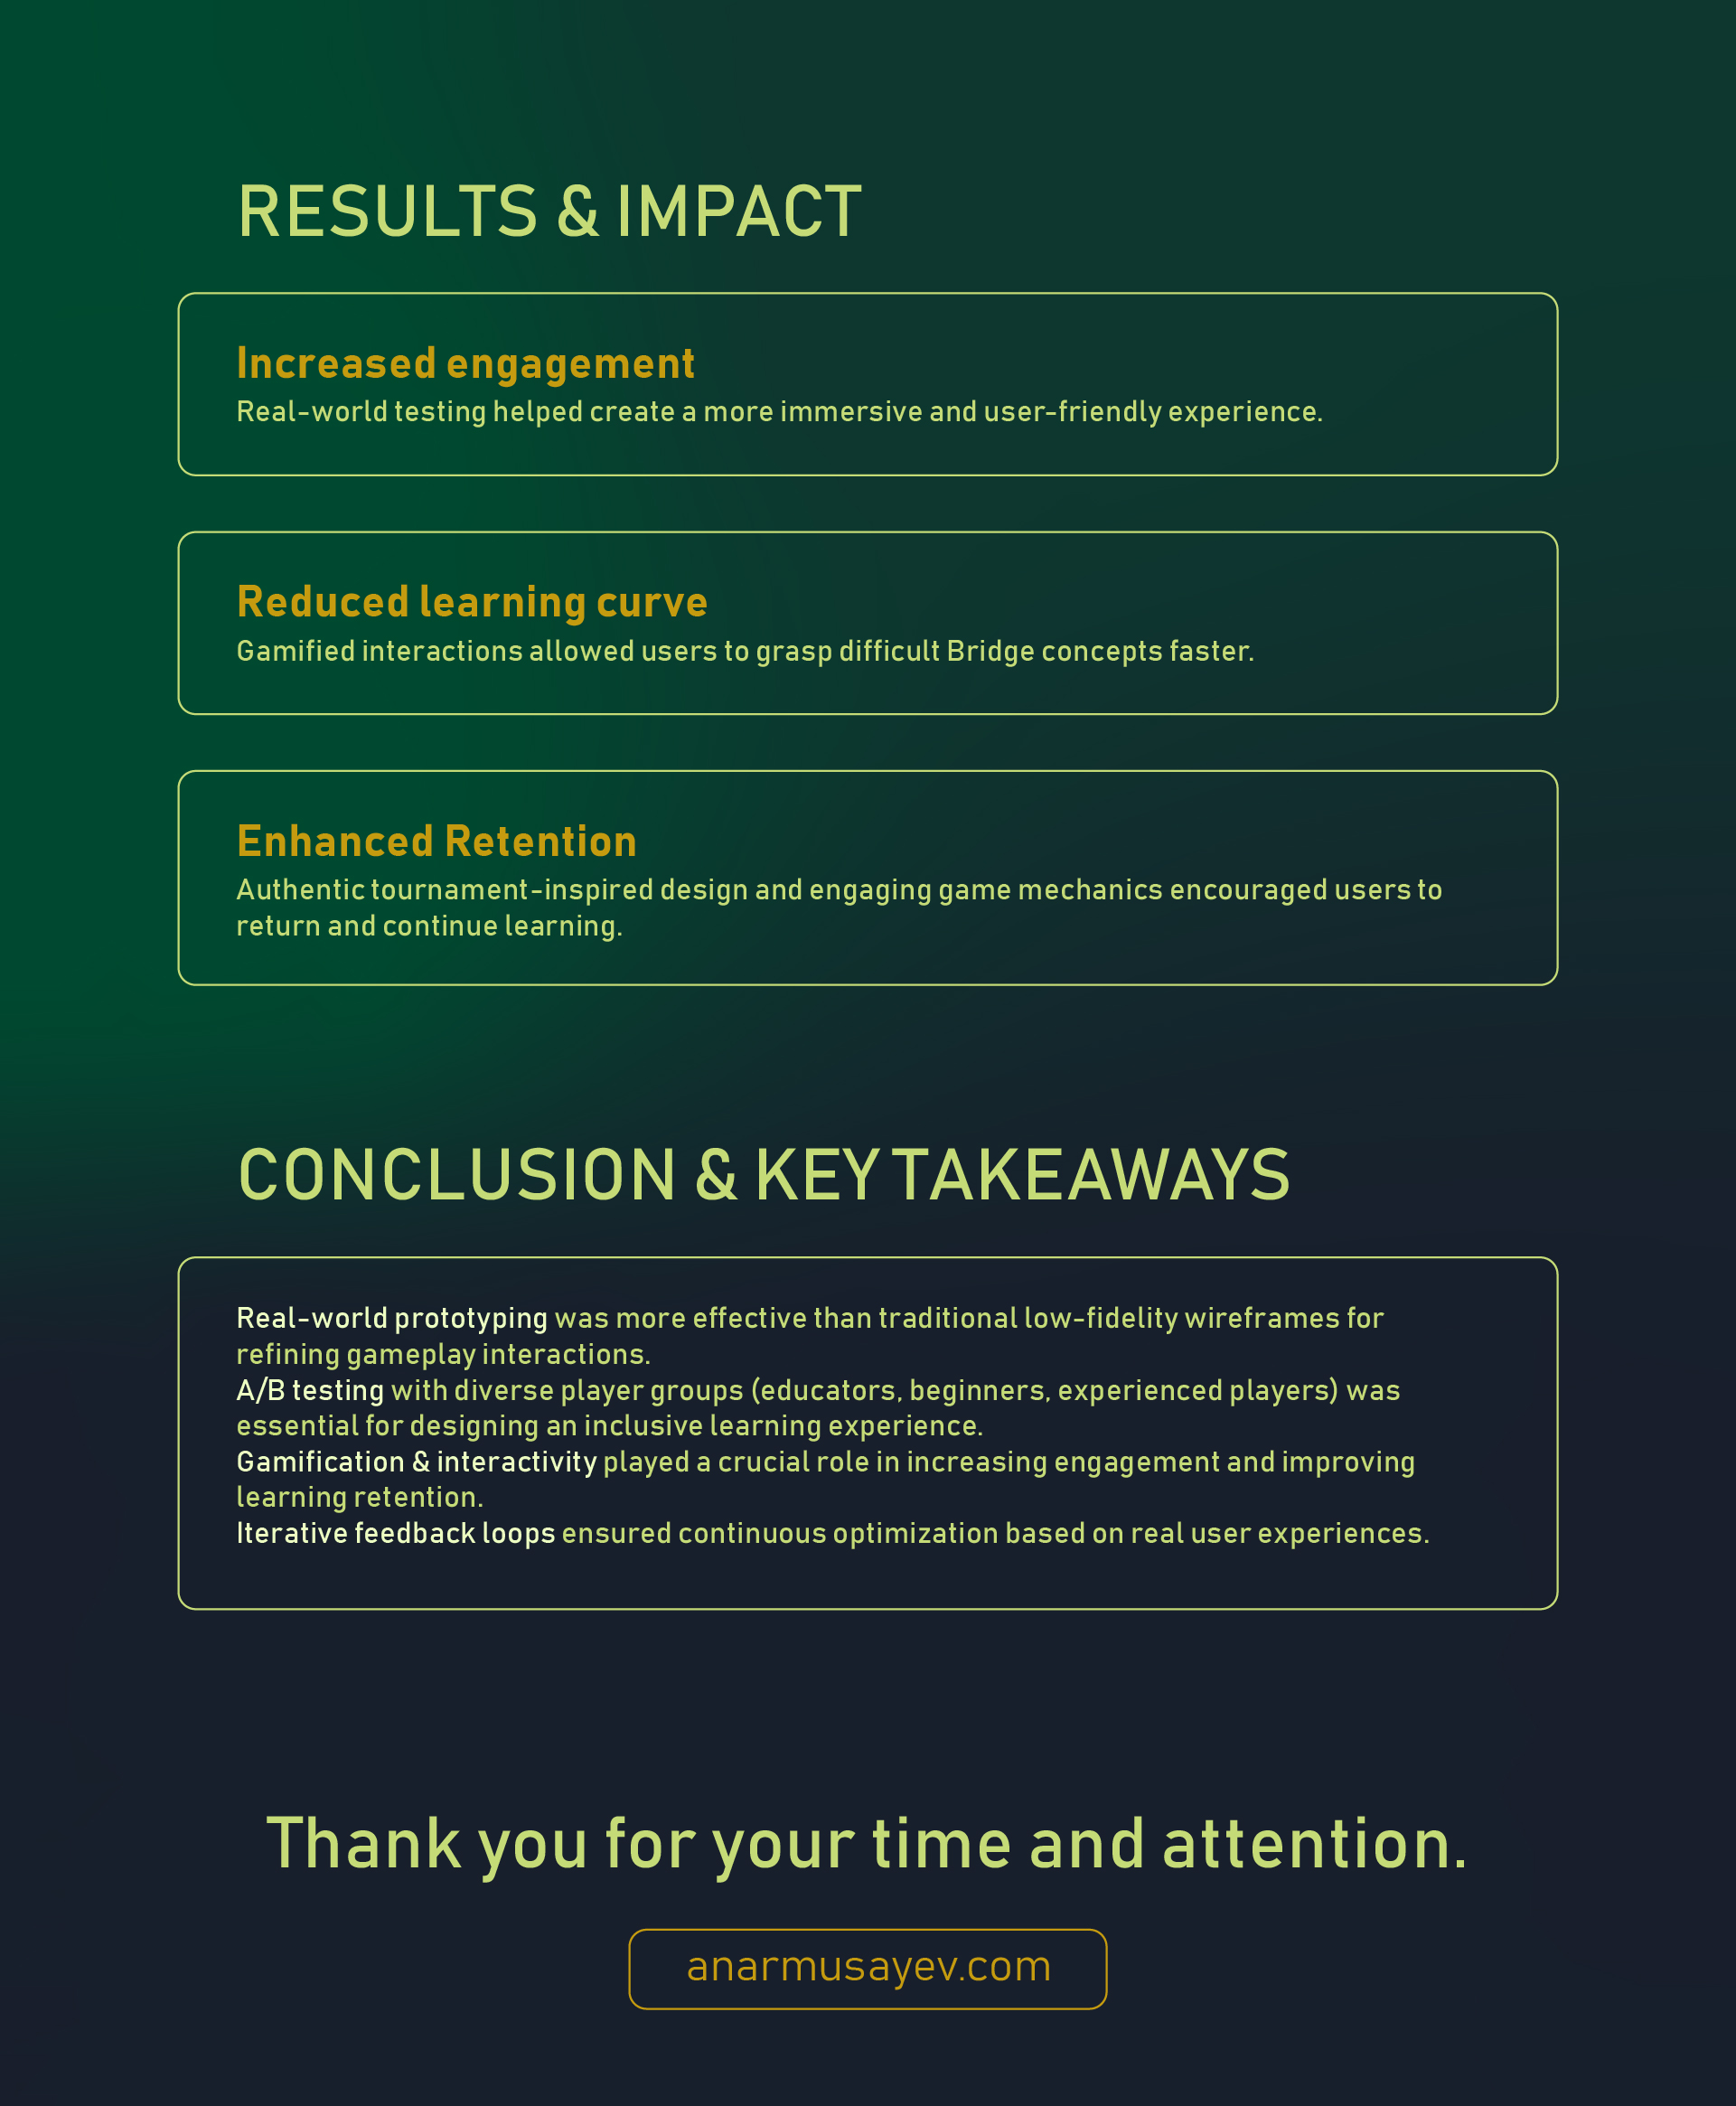 RESULTS & IMPACT
Increased engagement
Real-world testing helped create a more immersive and user-friendly experience.
Reduced learning curve
Gamified interactions allowed users to grasp difficult Bridge concepts faster.
Enhanced Retention
Authentic tournament-inspired design and engaging game mechanics encouraged users to
return and continue learning.
CONCLUSION & KEY TAKEAWAYS
Real-world prototyping was more effective than traditional low-fidelity wireframes for
refining gameplay interactions.
A/B testing with diverse player groups (educators, beginners, experienced players) was
essential for designing an inclusive learning experience.
Gamification & interactivity played a crucial role in increasing engagement and improving
learning retention.
Iterative feedback loops ensured continuous optimization based on real user experiences.
Thank you for your time and attention.
anarmusayev.com